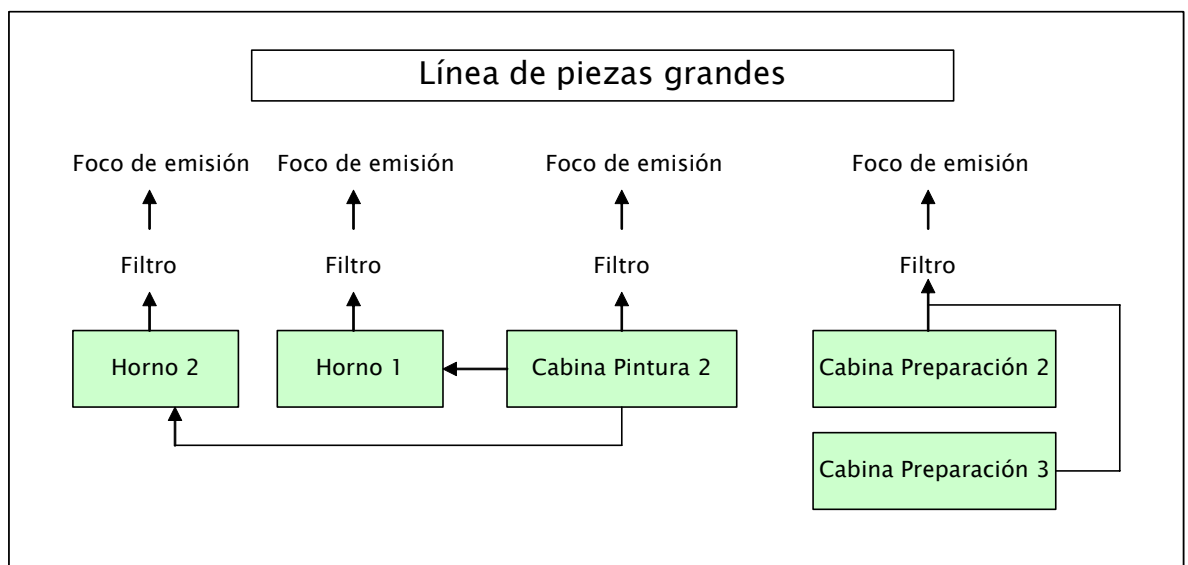 Línea de piezas grandes
Foco de emisión Foco de emisión Foco de emisión Foco de emisión
Filtro Filtro Filtro Filtro
Horno 2 Horno 1 Cabina Pintura 2 Cabina Preparación 2
Cabina Preparación 3